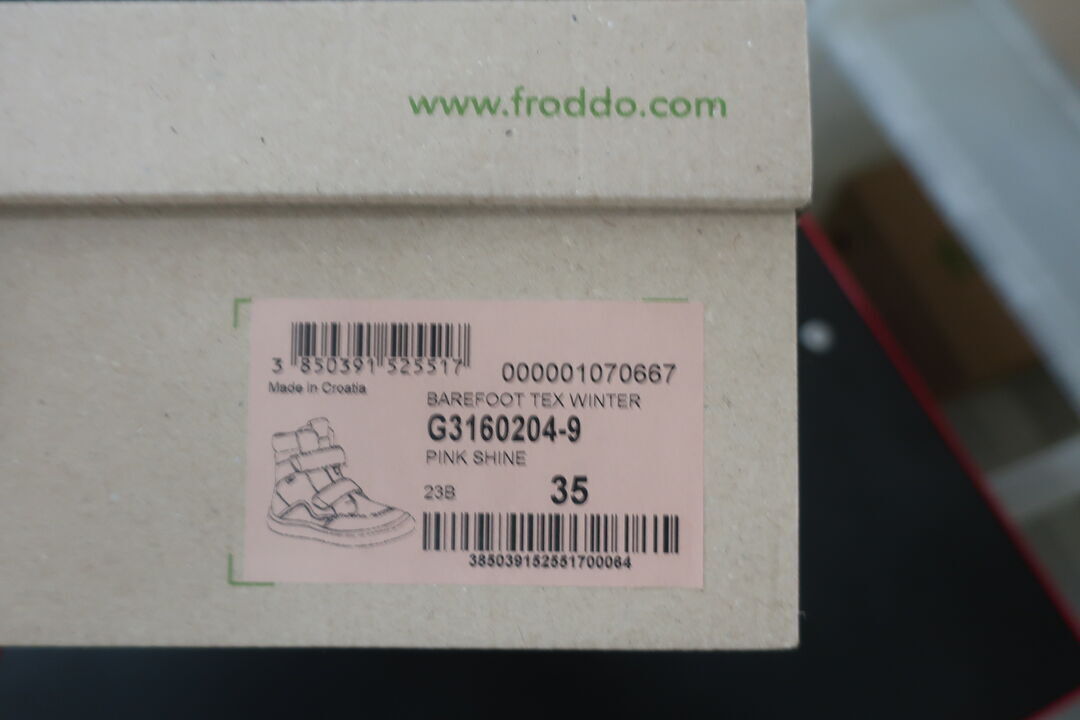 www.froddo.com
3 850391 525517
000001070667
Made in Croatia
BAREFOOT TEX WINTER
G3160204-9
PINK SHINE
23B
35
385039152551700064